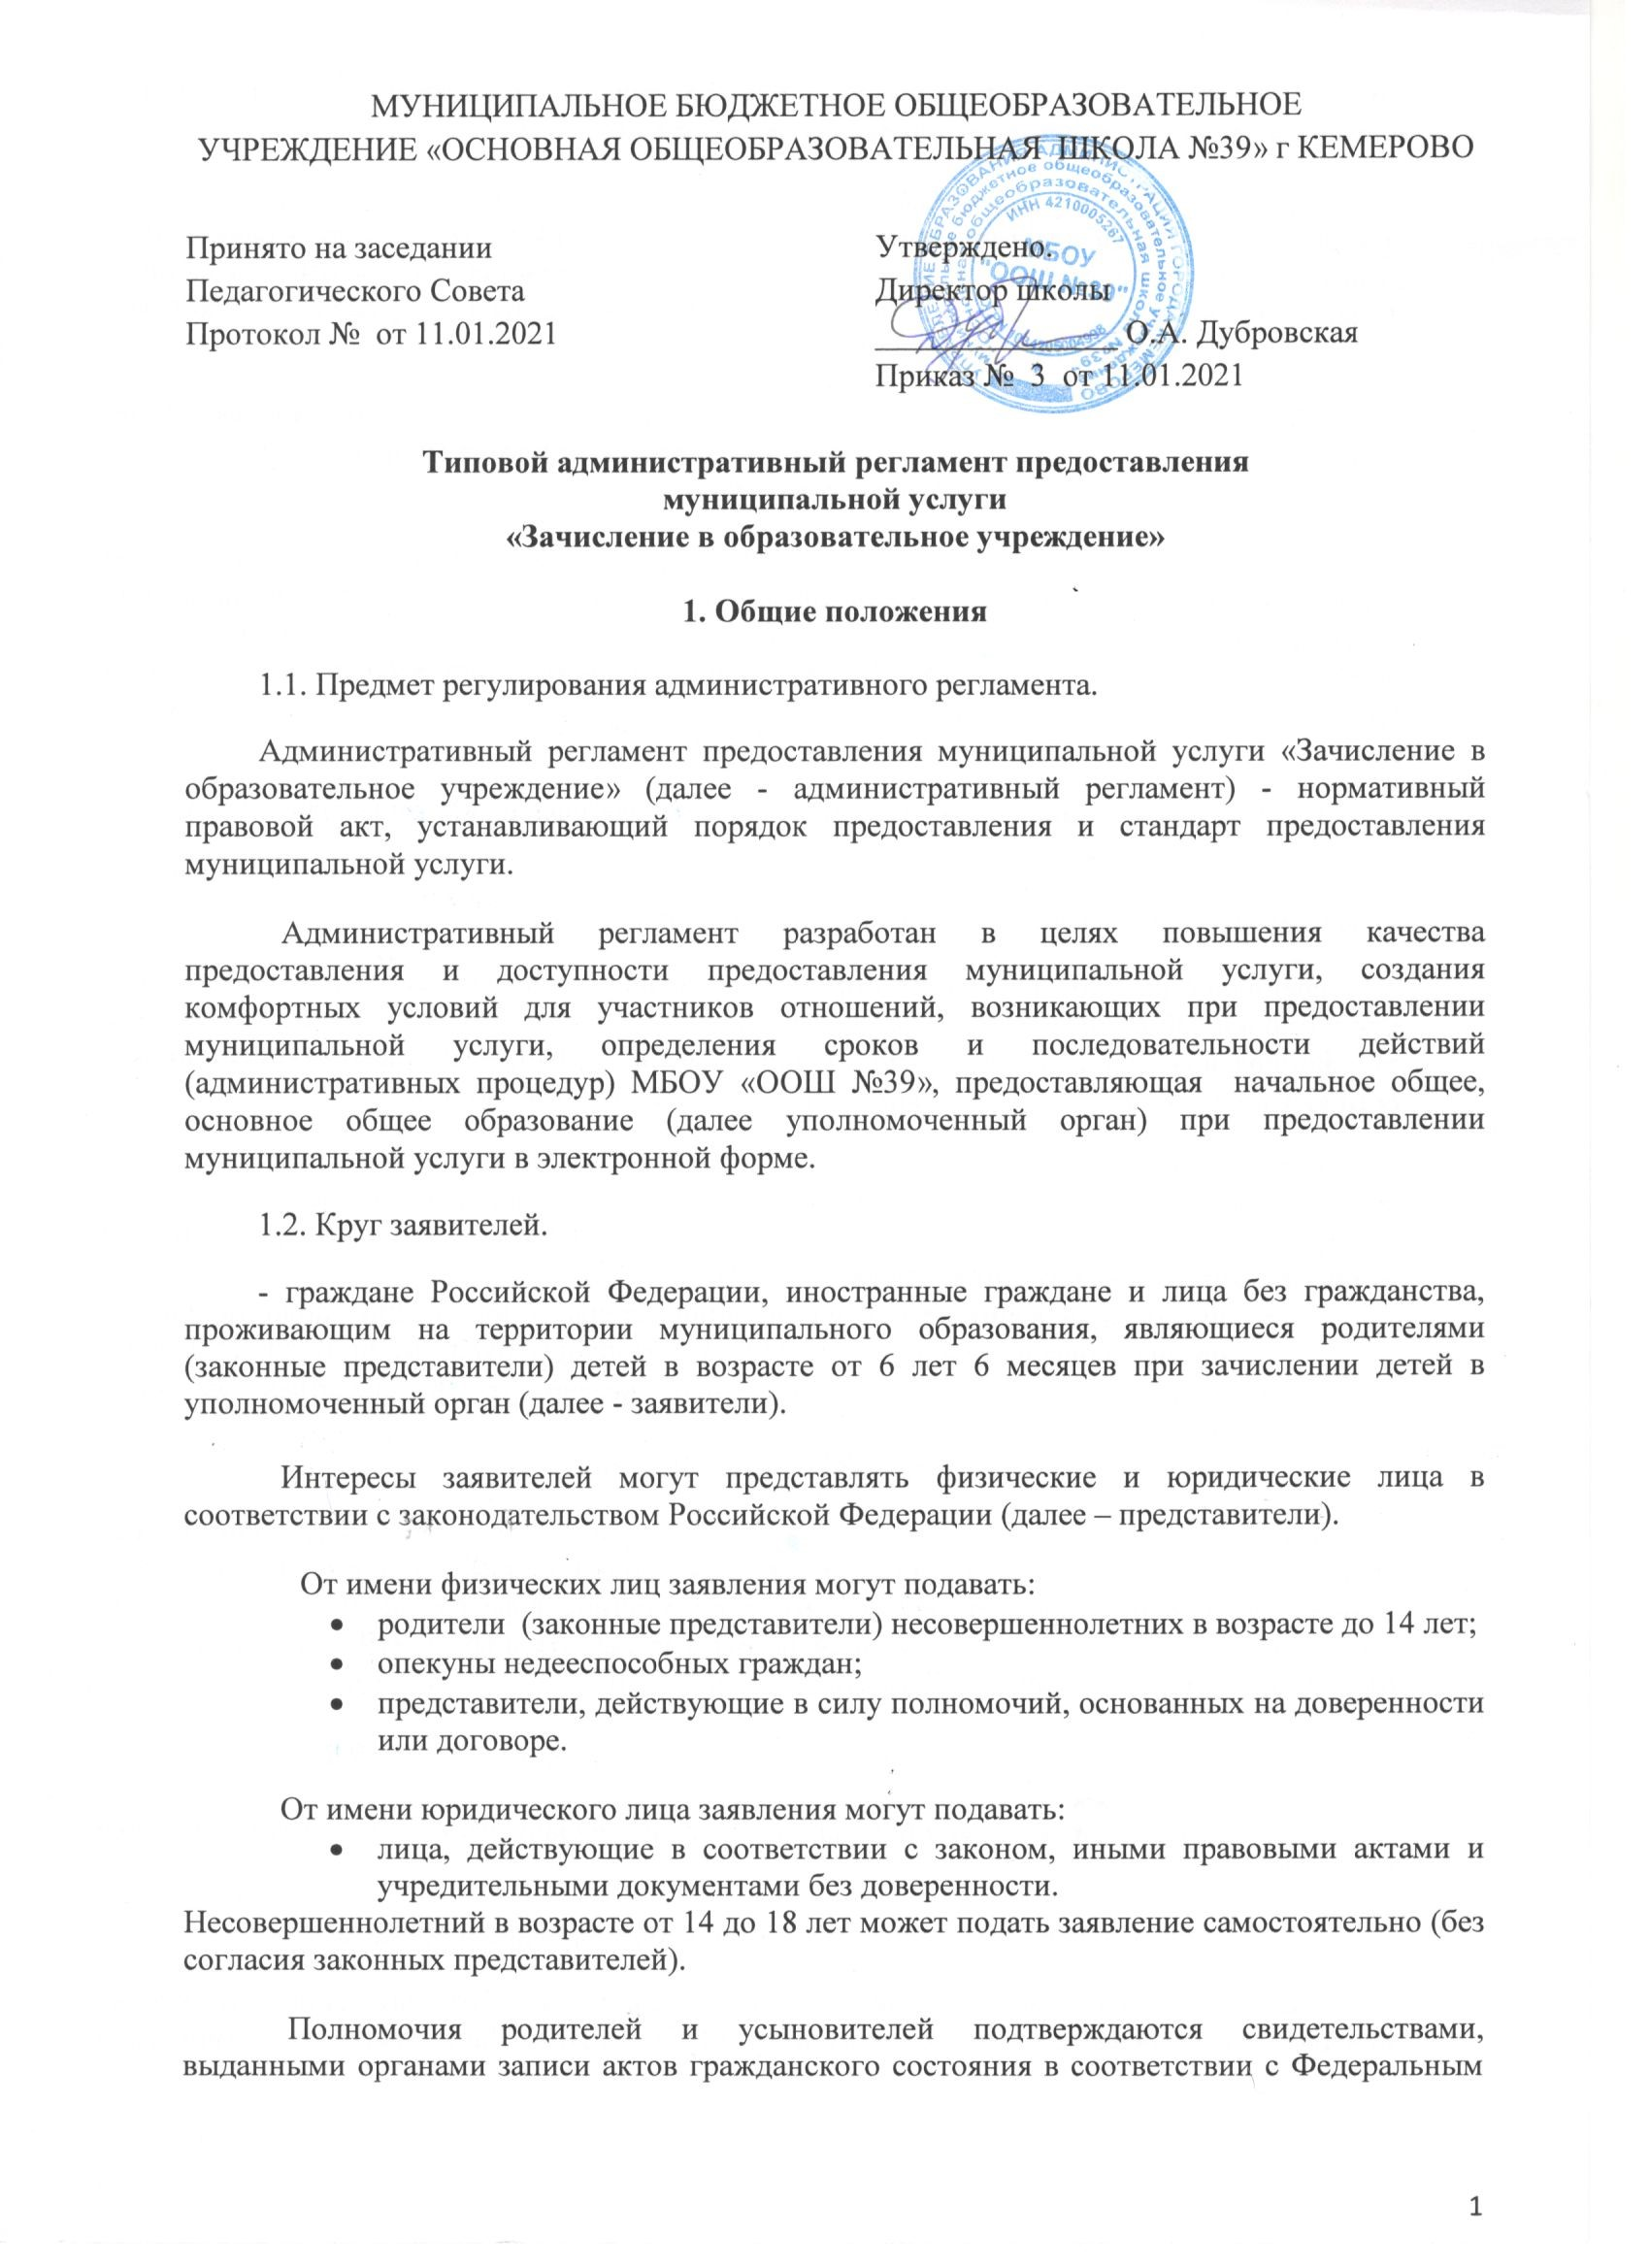 МУНИЦИПАЛЬНОЕ БЮДЖЕТНОЕ ОБЩЕОБРАЗОВАТЕЛЬНОЕ
УЧРЕЖДЕНИЕ «ОСНОВНАЯ ОБЩЕОБРАЗОВАТЕЛЬНАЯ ШКОЛА №39» г КЕМЕРОВО
Принято на заседании
Педагогического Совета
Протокол № от 11.01.2021
Утверждено.
Директор школы
О.А. Дубровская
Приказ № 3 от 11.01.2021
ИНН 4210005267
МБОУ
"ООШ №39"
Типовой административный регламент предоставления
муниципальной услуги
«Зачисление в образовательное учреждение»
1. Общие положения
1.1. Предмет регулирования административного регламента.
Административный регламент предоставления муниципальной услуги «Зачисление в
образовательное учреждение» (далее - административный регламент) - нормативный
правовой акт, устанавливающий порядок предоставления и стандарт предоставления
муниципальной услуги.
Административный регламент разработан в целях повышения качества
предоставления и доступности предоставления муниципальной услуги, создания
комфортных условий для участников отношений, возникающих при предоставлении
муниципальной услуги, определения сроков и последовательности действий
(административных процедур) МБОУ «ООШ №39», предоставляющая начальное общее,
основное общее образование (далее уполномоченный орган) при предоставлении
муниципальной услуги в электронной форме.
1.2. Круг заявителей.
- граждане Российской Федерации, иностранные граждане и лица без гражданства,
проживающим на территории муниципального образования, являющиеся родителями
(законные представители) детей в возрасте от 6 лет 6 месяцев при зачислении детей в
уполномоченный орган (далее - заявители).
Интересы заявителей могут представлять физические и юридические лица в
соответствии с законодательством Российской Федерации (далее – представители).
От имени физических лиц заявления могут подавать:
• родители (законные представители) несовершеннолетних в возрасте до 14 лет;
• опекуны недееспособных граждан;
• представители, действующие в силу полномочий, основанных на доверенности
или договоре.
От имени юридического лица заявления могут подавать:
• лица, действующие в соответствии с законом, иными правовыми актами и
учредительными документами без доверенности.
Несовершеннолетний в возрасте от 14 до 18 лет может подать заявление самостоятельно (без
согласия законных представителей).
Полномочия родителей и усыновителей подтверждаются свидетельствами,
выданными органами записи актов гражданского состояния в соответствии с Федеральным
1